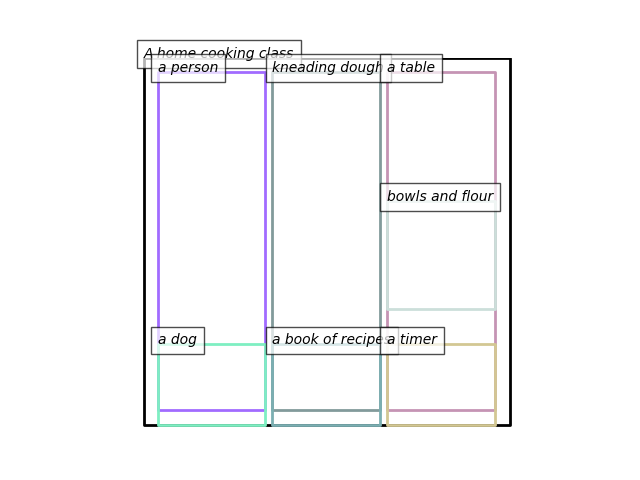 A home cooking class
a person
kneading dough
a table
bowls and flour
a dog
a book of recipes
a timer